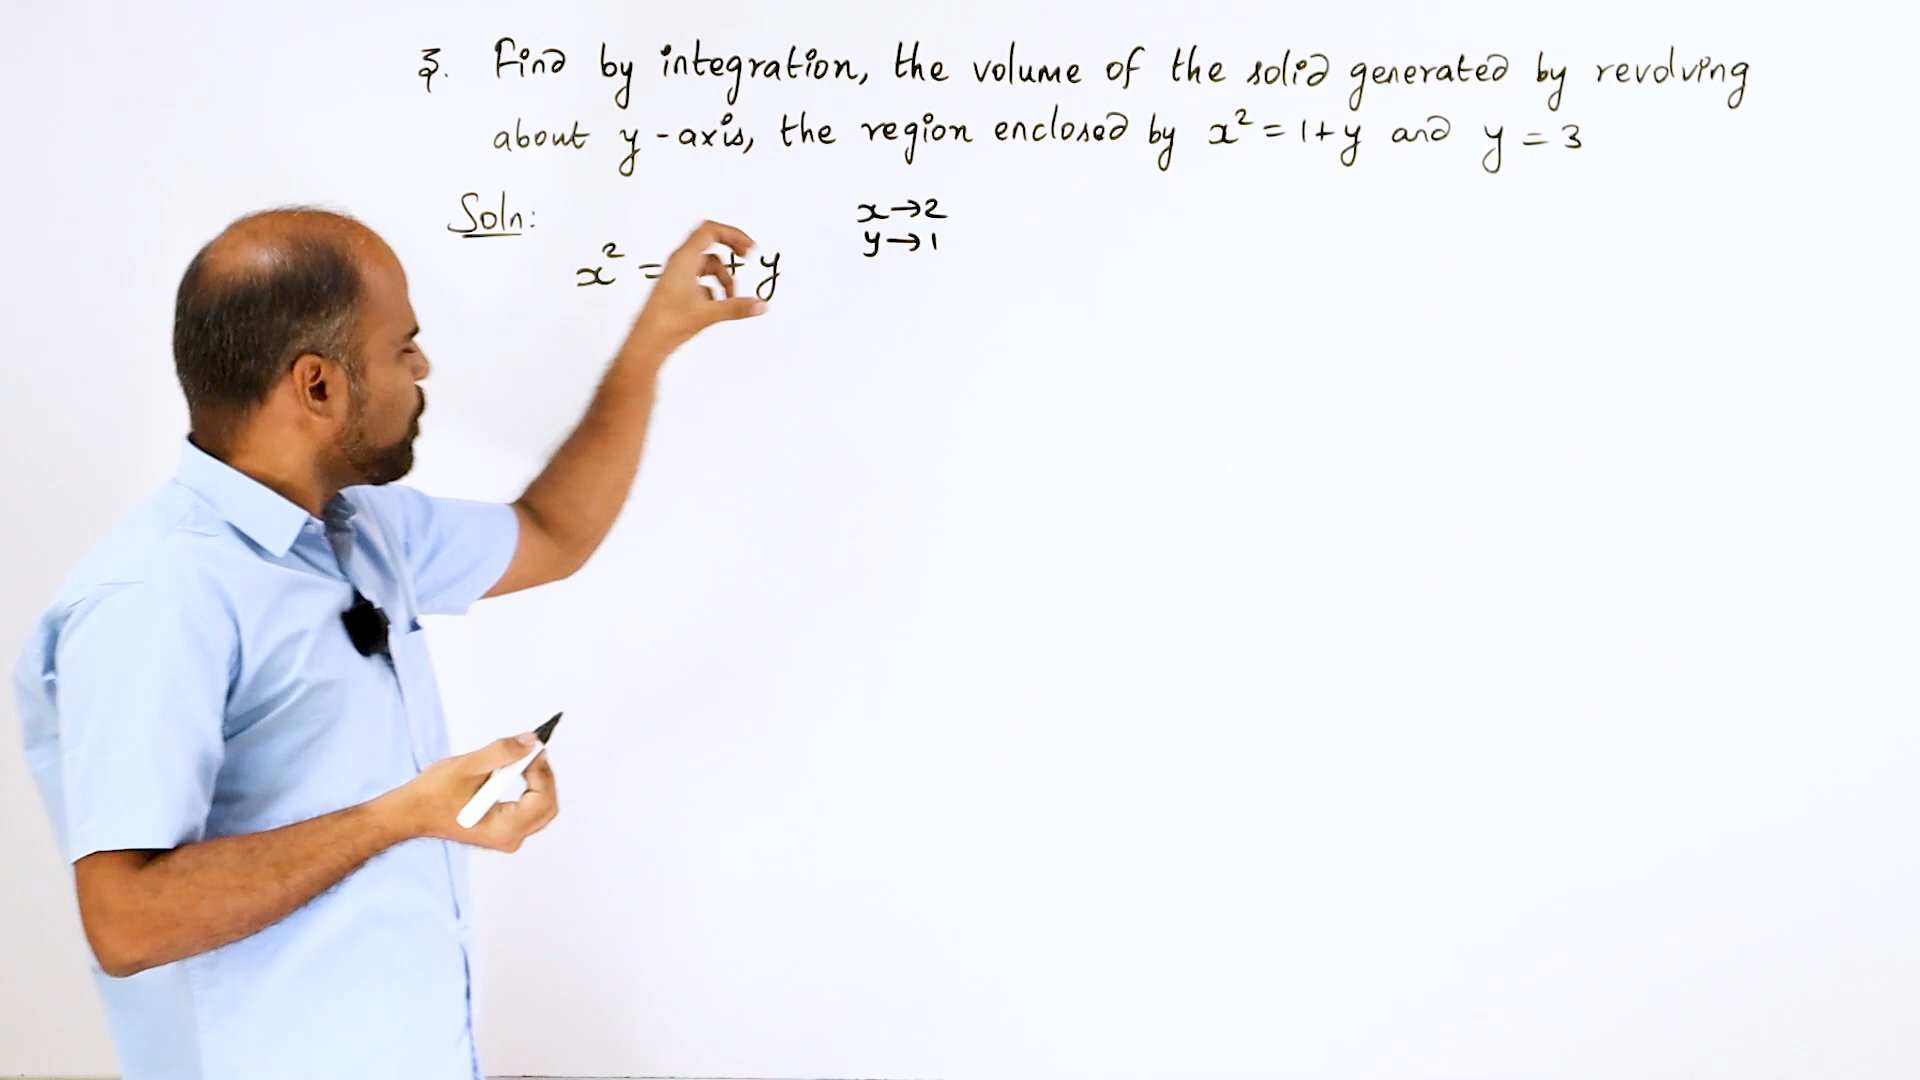 Q. Find by integration, the volume of the solid generated by revolving
about y-axis, the region enclosed by x² = 1+y and y = 3
Soln:
x² = + y
x→2
y→1